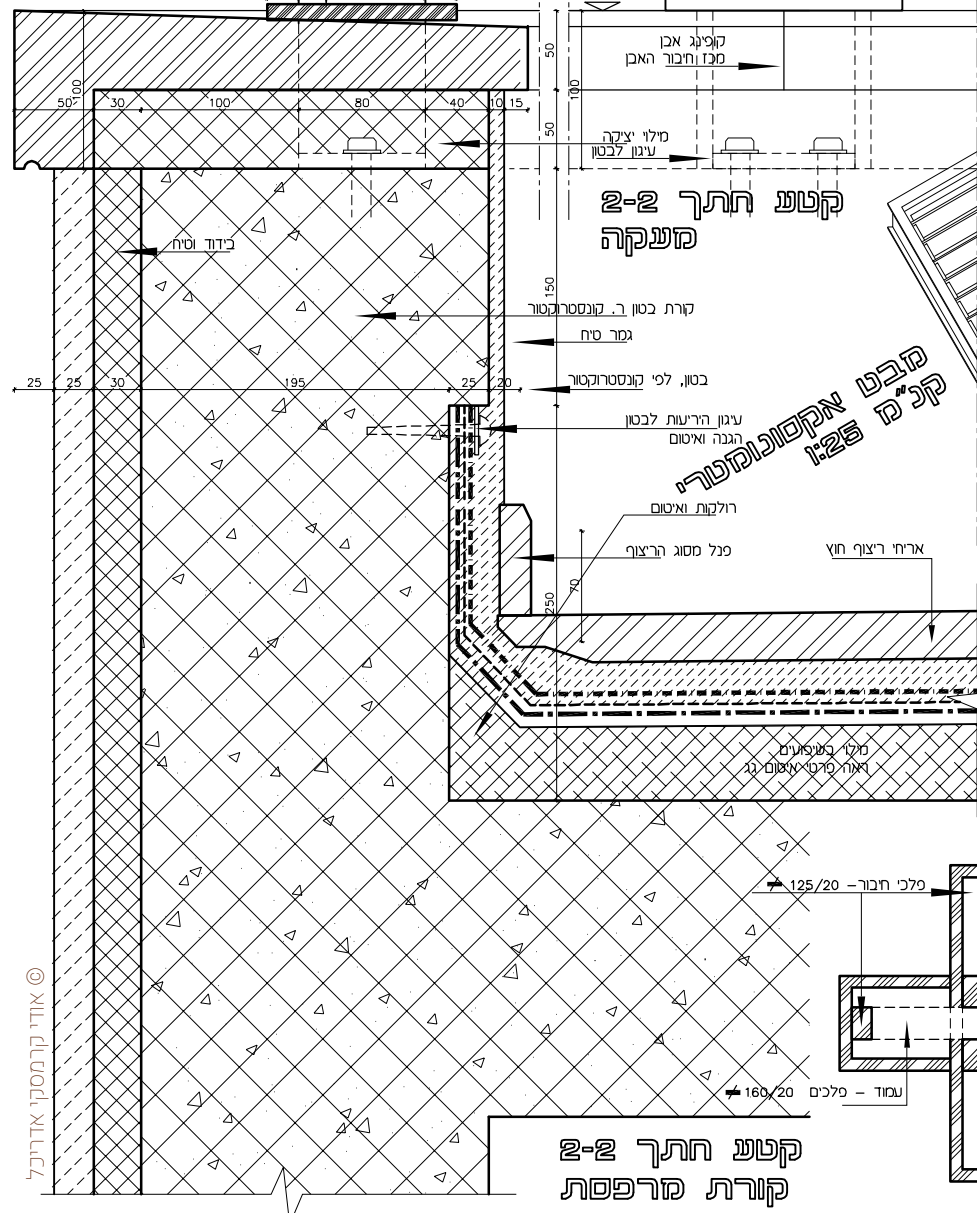 קופינג אבן
מכז חיבור האבן
50
100
100
50 30 100 80 40 10 15
50
מילוי יציקה
עיגון לבטון
קטע חתך 2-2
מעקה
בידוד וטיח
150
קורת בטון ר. קונסטרוקטור
גמר טיח
מבט אקסונומטרי
קנ"מ 1:25
בטון, לפי קונסטרוקטור
25 25 30 195 25 20
עיגון היריעות לבטון
הגנה ואיטום
רולקות ואיטום
פנל מסוג הריצוף
אריחי ריצוף חוץ
70
250
מילוי בשיפועים
ראה פרטי איטום גג
פלכי חיבור– 125/20
עמוד – פלכים 160/20
קטע חתך 2-2
קורת מרפסת
© אודי קרמסקי אדריכל